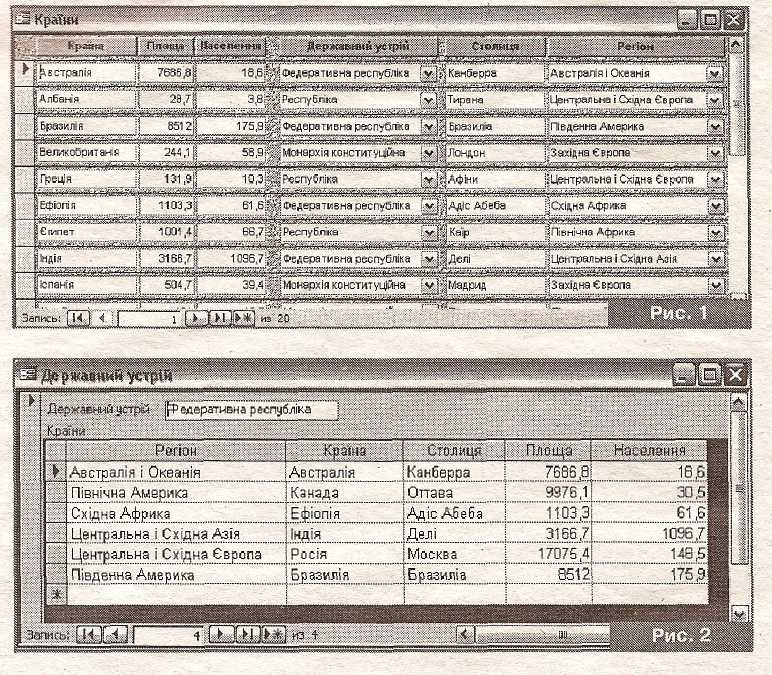 Країни
Країна Площа Населення Державний устрій Столиця Регіон
Австралія 7686,8 18,6 Федеративна республіка Канберра Австралія і Океанія
Албанія 28,7 3,8 Республіка Тирана Центральна і Східна Європа
Бразилія 8512 175,9 Федеративна республіка Бразиліа Південна Америка
Великобританія 244,1 58,9 Монархія конституційна Лондон Західна Європа
Греція 131,9 10,3 Республіка Афіни Центральна і Східна Європа
Ефіопія 1103,3 61,6 Федеративна республіка Адіс Абеба Східна Африка
Єгипет 1001,4 66,7 Республіка Каїр Північна Африка
Індія 3166,7 1096,7 Федеративна республіка Делі Центральна і Східна Азія
Іспанія 504,7 39,4 Монархія конституційна Мадрид Західна Європа
Запись: 1 из 20
Рис. 1
Державний устрій
Державний устрій Федеративна республіка
Країни
Регіон Країна Столиця Площа Населення
Австралія і Океанія Австралія Канберра 7686,8 18,6
Північна Америка Канада Оттава 9976,1 30,5
Східна Африка Ефіопія Адіс Абеба 1103,3 61,6
Центральна і Східна Азія Індія Делі 3166,7 1096,7
Центральна і Східна Європа Росія Москва 17075,4 148,5
Південна Америка Бразилія Бразиліа 8512 175,9
Запись: 4 из 4
Рис. 2